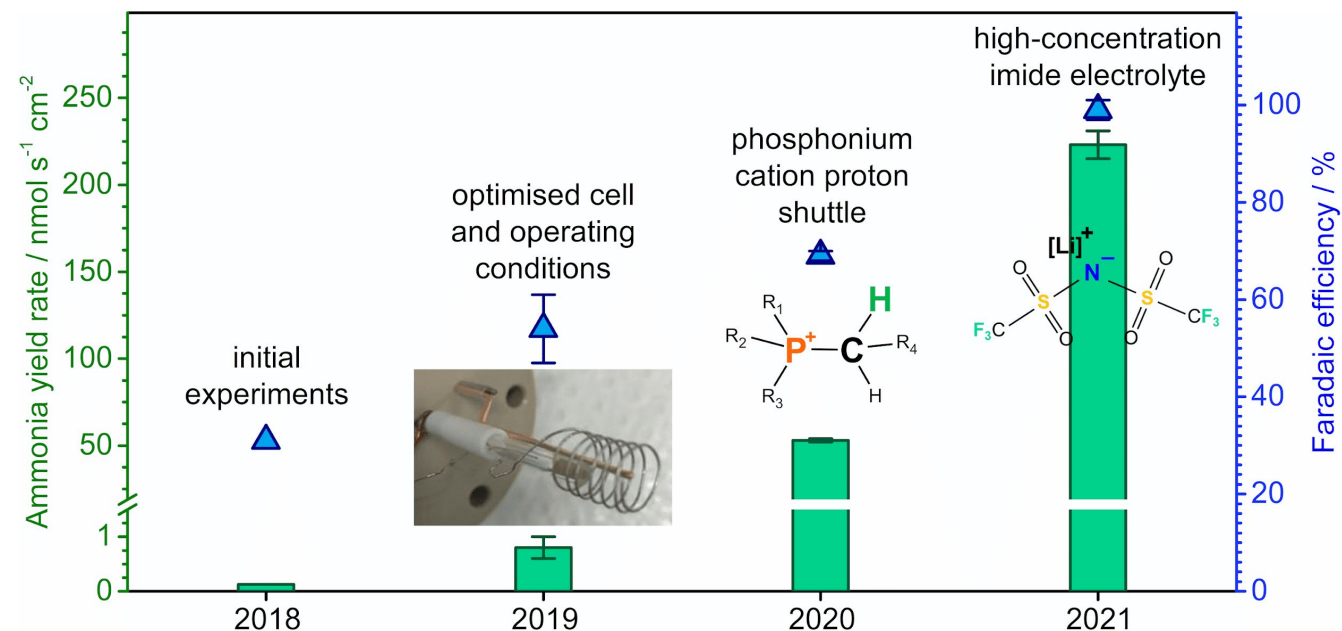 high-concentration
imide electrolyte
phosphonium
cation proton
shuttle
optimised cell
and operating
conditions
initial
experiments
Ammonia yield rate / nmol s⁻¹ cm⁻²
250
200
150
100
50
1
0
Faradaic efficiency / %
100
80
60
40
20
0
R₁
R₂
R₃
P⁺
C
H
R₄
H
[Li]⁺
N⁻
O
O
S
S
O
O
F₃C
CF₃
2018 2019 2020 2021